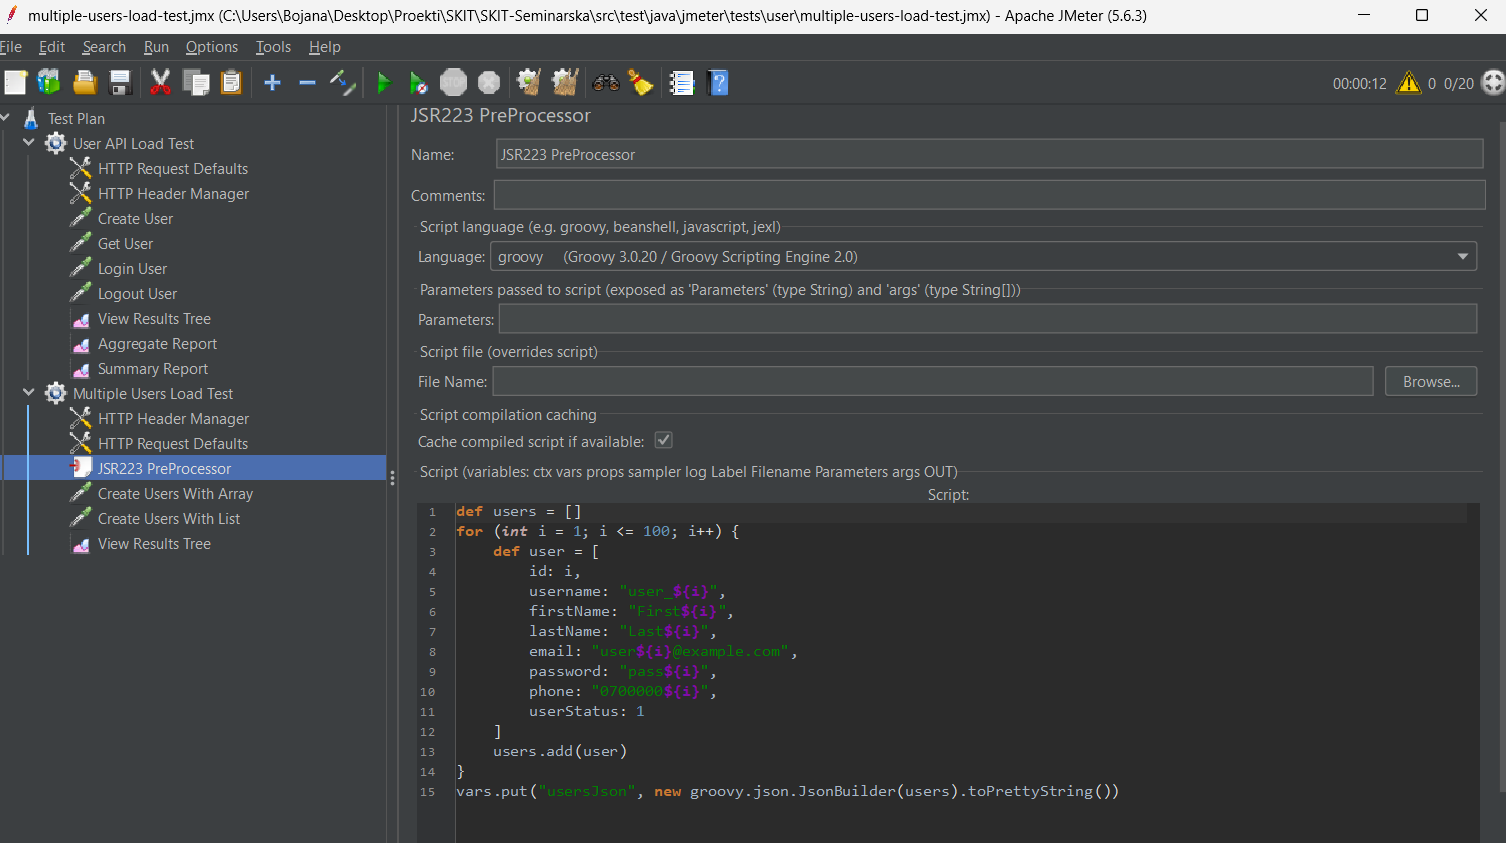 multiple-users-load-test.jmx (C:\Users\Bojana\Desktop\Proekti\SKIT\SKIT-Seminarska\src\test\java\jmeter\tests\user\multiple-users-load-test.jmx) - Apache JMeter (5.6.3)
File Edit Search Run Options Tools Help
STOP
?
00:00:12 0 0/20
Test Plan
User API Load Test
HTTP Request Defaults
HTTP Header Manager
Create User
Get User
Login User
Logout User
View Results Tree
Aggregate Report
Summary Report
Multiple Users Load Test
HTTP Header Manager
HTTP Request Defaults
JSR223 PreProcessor
Create Users With Array
Create Users With List
View Results Tree
JSR223 PreProcessor
Name: JSR223 PreProcessor
Comments:
Script language (e.g. groovy, beanshell, javascript, jexl)
Language: groovy (Groovy 3.0.20 / Groovy Scripting Engine 2.0)
Parameters passed to script (exposed as 'Parameters' (type String) and 'args' (type String[]))
Parameters:
Script file (overrides script)
File Name: Browse...
Script compilation caching
Cache compiled script if available:
Script (variables: ctx vars props sampler log Label Filename Parameters args OUT)
Script:
1 def users = []
2 for (int i = 1; i <= 100; i++) {
3 def user = [
4 id: i,
5 username: "user_${i}",
6 firstName: "First${i}",
7 lastName: "Last${i}",
8 email: "user${i}@example.com",
9 password: "pass${i}",
10 phone: "0700000${i}",
11 userStatus: 1
12 ]
13 users.add(user)
14 }
15 vars.put("usersJson", new groovy.json.JsonBuilder(users).toPrettyString())